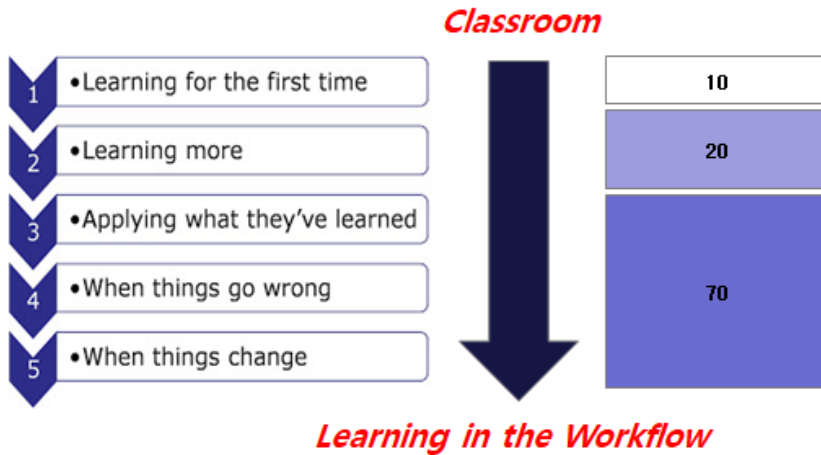 Classroom
1 •Learning for the first time
10
2 •Learning more
20
3 •Applying what they've learned
4 •When things go wrong
70
5 •When things change
Learning in the Workflow